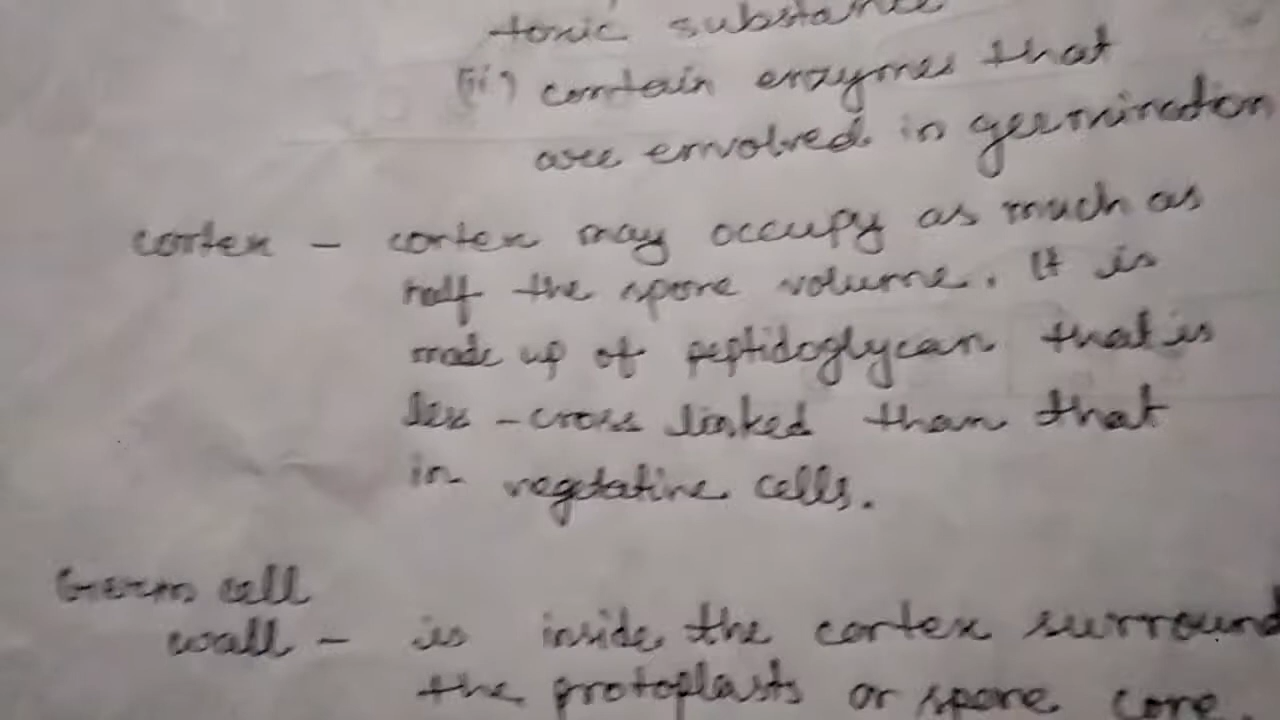 toxic substance
(ii) contain enzymes that
are envolved in germination
cortex - cortex may occupy as much as
half the spore volume. It is
made up of peptidoglycan that is
less - cross linked than that
in vegetative cells.
Germ cell
wall - is inside the cortex surround
the protoplasts or spore core.